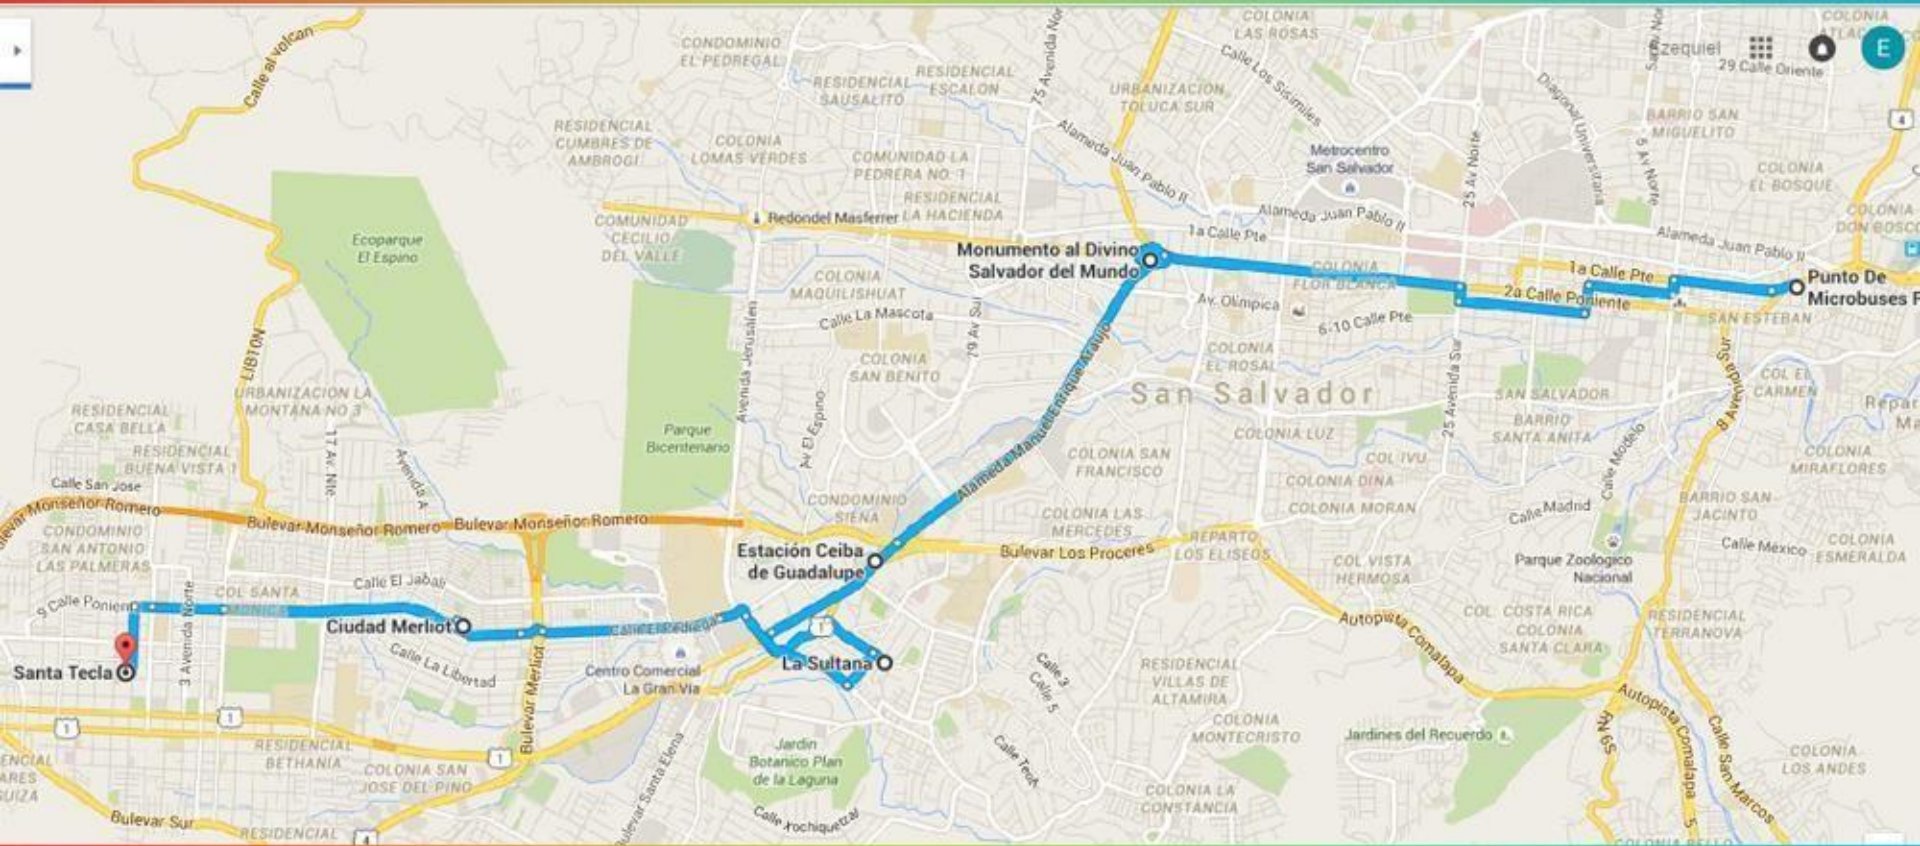 Calle al volcan
CONDOMINIO
EL PEDREGAL
RESIDENCIAL
SAUSALITO
RESIDENCIAL
ESCALON
75 Avenida Nor
URBANIZACION
TOLUCA SUR
COLONIA
LAS ROSAS
Calle Los Sisimiles
Diagonal Universitaria
Ezequiel
E
29 Calle Oriente
COLONIA
RESIDENCIAL
CUMBRES DE
AMBROGI
COLONIA
LOMAS VERDES
COMUNIDAD LA
PEDRERA NO. 1
RESIDENCIAL
LA HACIENDA
Alameda Juan Pablo II
Metrocentro
San Salvador
25 Av Norte
5 Av Norte
BARRIO SAN
MIGUELITO
4
COLONIA
EL BOSQUE
COLONIA
DON BOSCO
Ecoparque
El Espino
COMUNIDAD
CECILIO
DEL VALLE
Redondel Masferrer
Monumento al Divino
Salvador del Mundo
1a Calle Pte
Alameda Juan Pablo II
Alameda Juan Pablo II
COLONIA
FLOR BLANCA
1a Calle Pte
2a Calle Poniente
Punto De
Microbuses
COLONIA
MAQUILISHUAT
Calle La Mascota
79 Av Sur
Av. Olimpica
6-10 Calle Pte
SAN ESTEBAN
LIBTON
Avenida Jerusalen
COLONIA
SAN BENITO
Alameda Manuel Enrique Araujo
COLONIA
EL ROSAL
San Salvador
25 Avenida Sur
SAN SALVADOR
8 Avenida Sur
COL EL
CARMEN
URBANIZACION LA
MONTANA NO 3
RESIDENCIAL
CASA BELLA
RESIDENCIAL
BUENA VISTA 1
17 Av. Nte
Avenida A
Parque
Bicentenario
Av El Espino
COLONIA SAN
FRANCISCO
COLONIA LUZ
COL IVU
BARRIO
SANTA ANITA
Calle Modelo
COLONIA
MIRAFLORES
Calle San Jose
Monseñor Romero
Bulevar Monseñor Romero
Bulevar Monseñor Romero
CONDOMINIO
SIENA
COLONIA LAS
MERCEDES
COLONIA DINA
COLONIA MORAN
Calle Madrid
BARRIO SAN
JACINTO
CONDOMINIO
SAN ANTONIO
LAS PALMERAS
Estación Ceiba
de Guadalupe
Bulevar Los Proceres
REPARTO
LOS ELISEOS
COL VISTA
HERMOSA
Parque Zoologico
Nacional
Calle Mexico
COLONIA
ESMERALDA
Calle El Jabali
COL SANTA
MONICA
9 Calle Ponien
3 Avenida Norte
Ciudad Merliot
Calle El Pedregal
1
Autopista Comalapa
COL COSTA RICA
COLONIA
SANTA CLARA
RESIDENCIAL
TERRANOVA
Santa Tecla
Calle La Libertad
Bulevar Merliot
Centro Comercial
La Gran Via
La Sultana
Calle 3
Calle 5
RESIDENCIAL
VILLAS DE
ALTAMIRA
COLONIA
MONTECRISTO
Jardines del Recuerdo
Autopista Comalapa
RN 9S
Calle San Marcos
COLONIA
LOS ANDES
1
1
1
RESIDENCIAL
BETHANIA
COLONIA SAN
JOSE DEL PINO
Bulevar Santa Elena
Jardin
Botanico Plan
de la Laguna
Calle Teuk
Calle Xochiquetzal
COLONIA LA
CONSTANCIA
5
Bulevar Sur
RESIDENCIAL
4